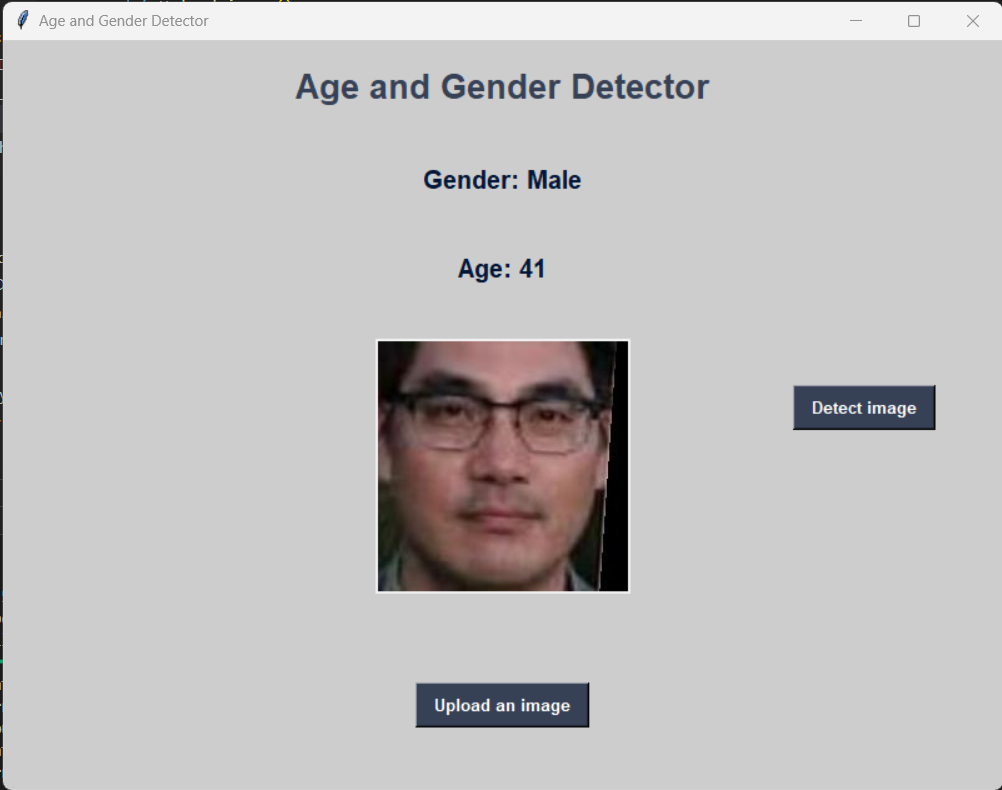 Age and Gender Detector
Age and Gender Detector
Gender: Male
Age: 41
Detect image
Upload an image